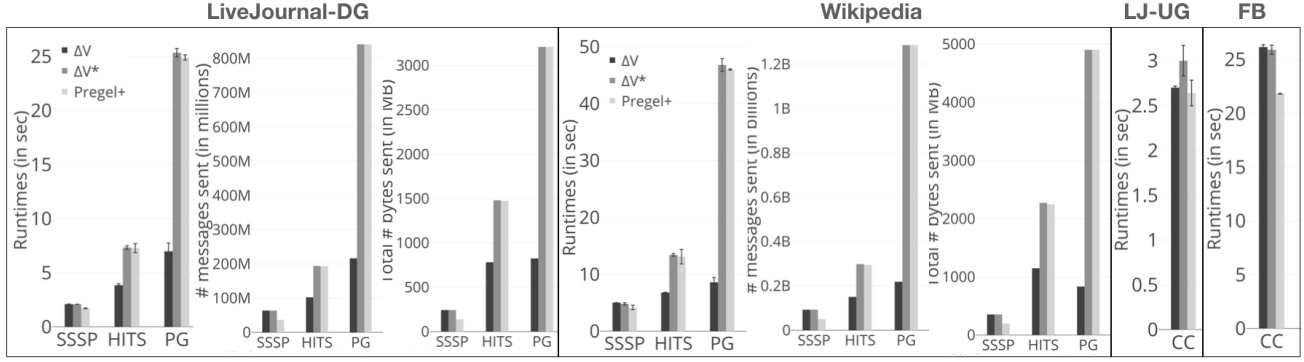 LiveJournal-DG
Wikipedia
LJ-UG
FB
25
20
15
10
5
0
Runtimes (in sec)
ΔV
ΔV*
Pregel+
SSSP HITS PG
800M
700M
600M
500M
400M
300M
200M
100M
0
# messages sent (in millions)
SSSP HITS PG
3000
3000
2000
1500
1000
500
0
Total # bytes sent (in MB)
SSSP HITS PG
50
40
50
20
10
0
Runtimes (in sec)
ΔV
ΔV*
Pregel+
SSSP HITS PG
1.2B
1B
0.8B
0.6B
0.4B
0.2B
0
# messages sent (in billions)
SSSP HITS PG
5000
4000
3000
2000
1000
0
Total # bytes sent (in MB)
SSSP HITS PG
3
2.5
2
1.5
1
0.5
0
Runtimes (in sec)
CC
25
20
15
10
5
0
Runtimes (in sec)
CC